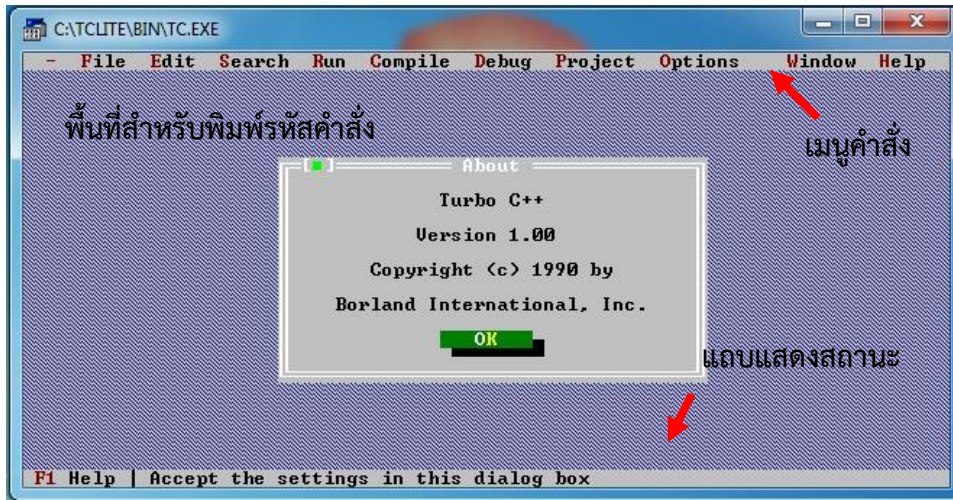 C:\TCLITE\BIN\TC.EXE
- File Edit Search Run Compile Debug Project Options Window Help
พื้นที่สำหรับพิมพ์รหัสคำสั่ง
เมนูคำสั่ง
[■] About
Turbo C++
Version 1.00
Copyright (c) 1990 by
Borland International, Inc.
OK
แถบแสดงสถานะ
F1 Help | Accept the settings in this dialog box